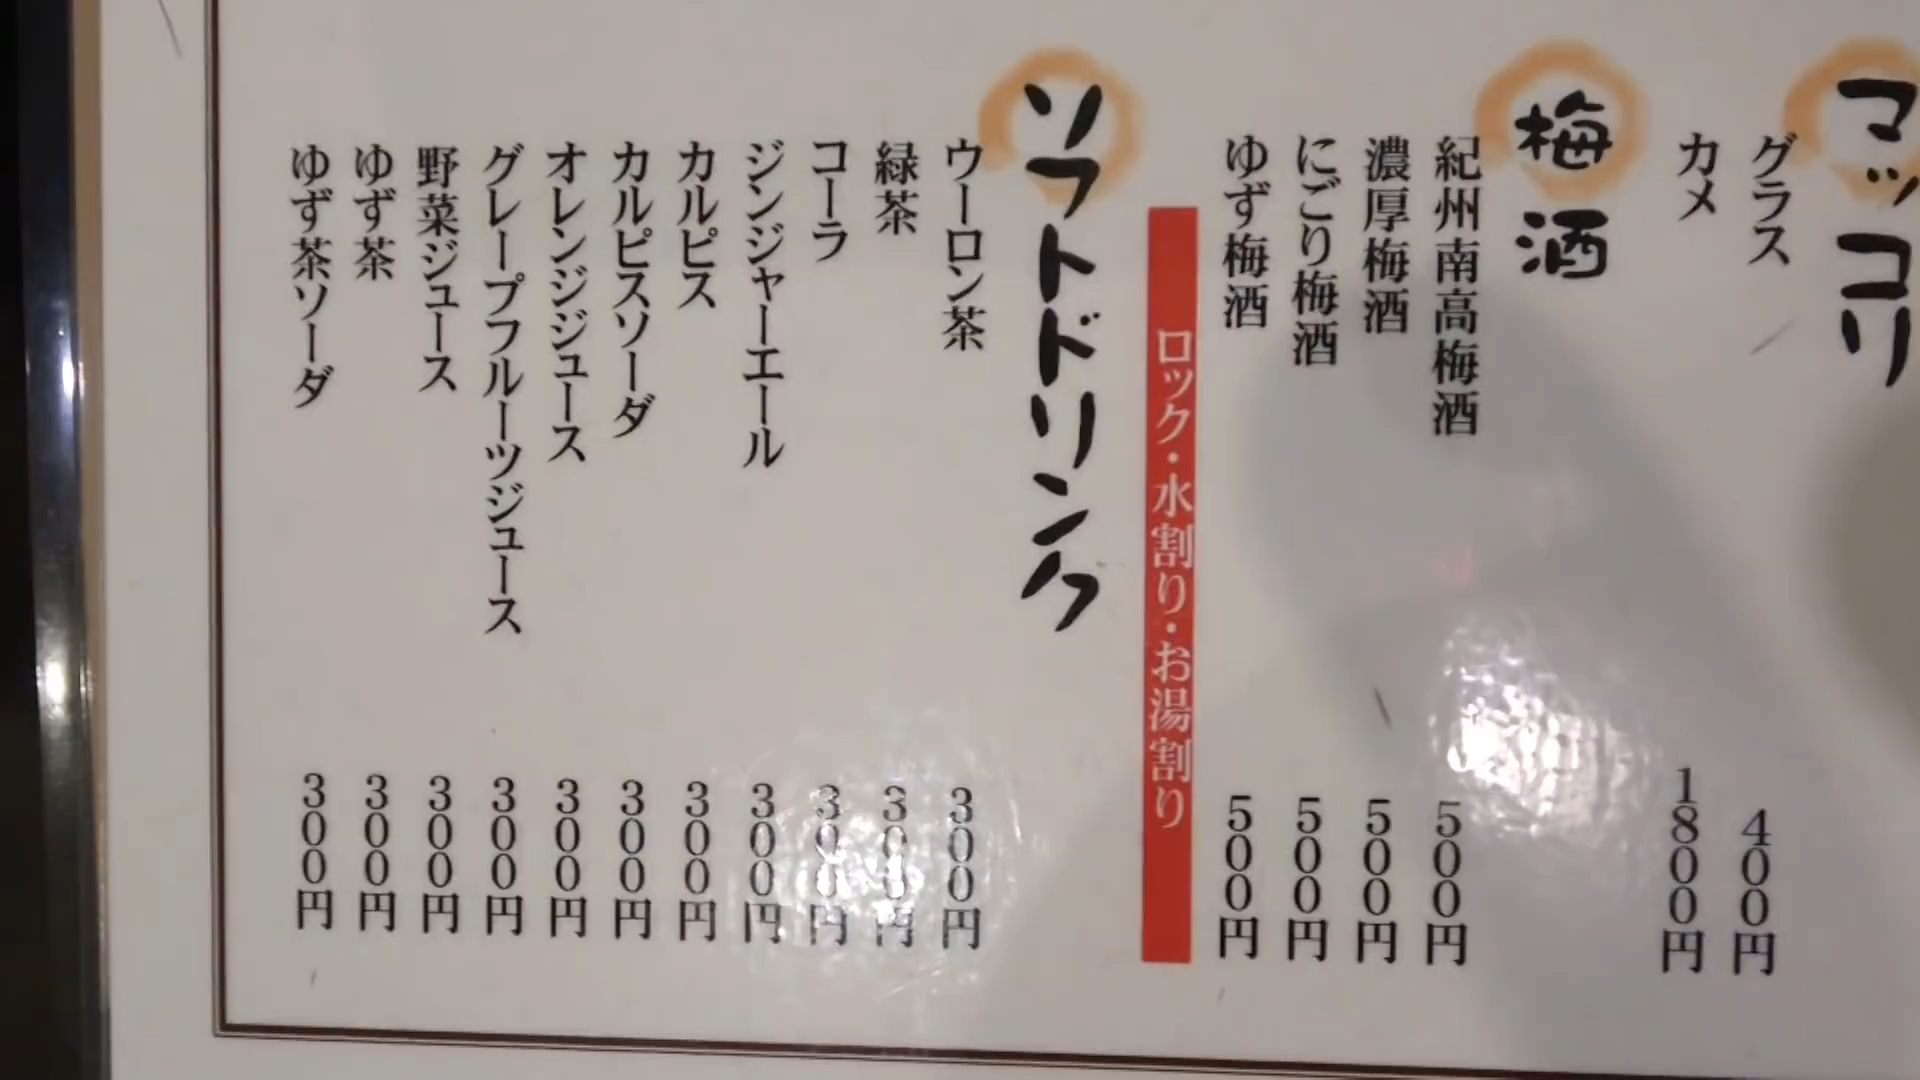 マッコリ
グラス 400円
カメ 1800円
梅酒
紀州南高梅酒 500円
濃厚梅酒 500円
にごり梅酒 500円
ゆず梅酒 500円
ロック・水割り・お湯割り
ソフトドリンク
ウーロン茶 300円
緑茶 300円
コーラ 300円
ジンジャーエール 300円
カルピス 300円
カルピスソーダ 300円
オレンジジュース 300円
グレープフルーツジュース 300円
野菜ジュース 300円
ゆず茶 300円
ゆず茶ソーダ 300円